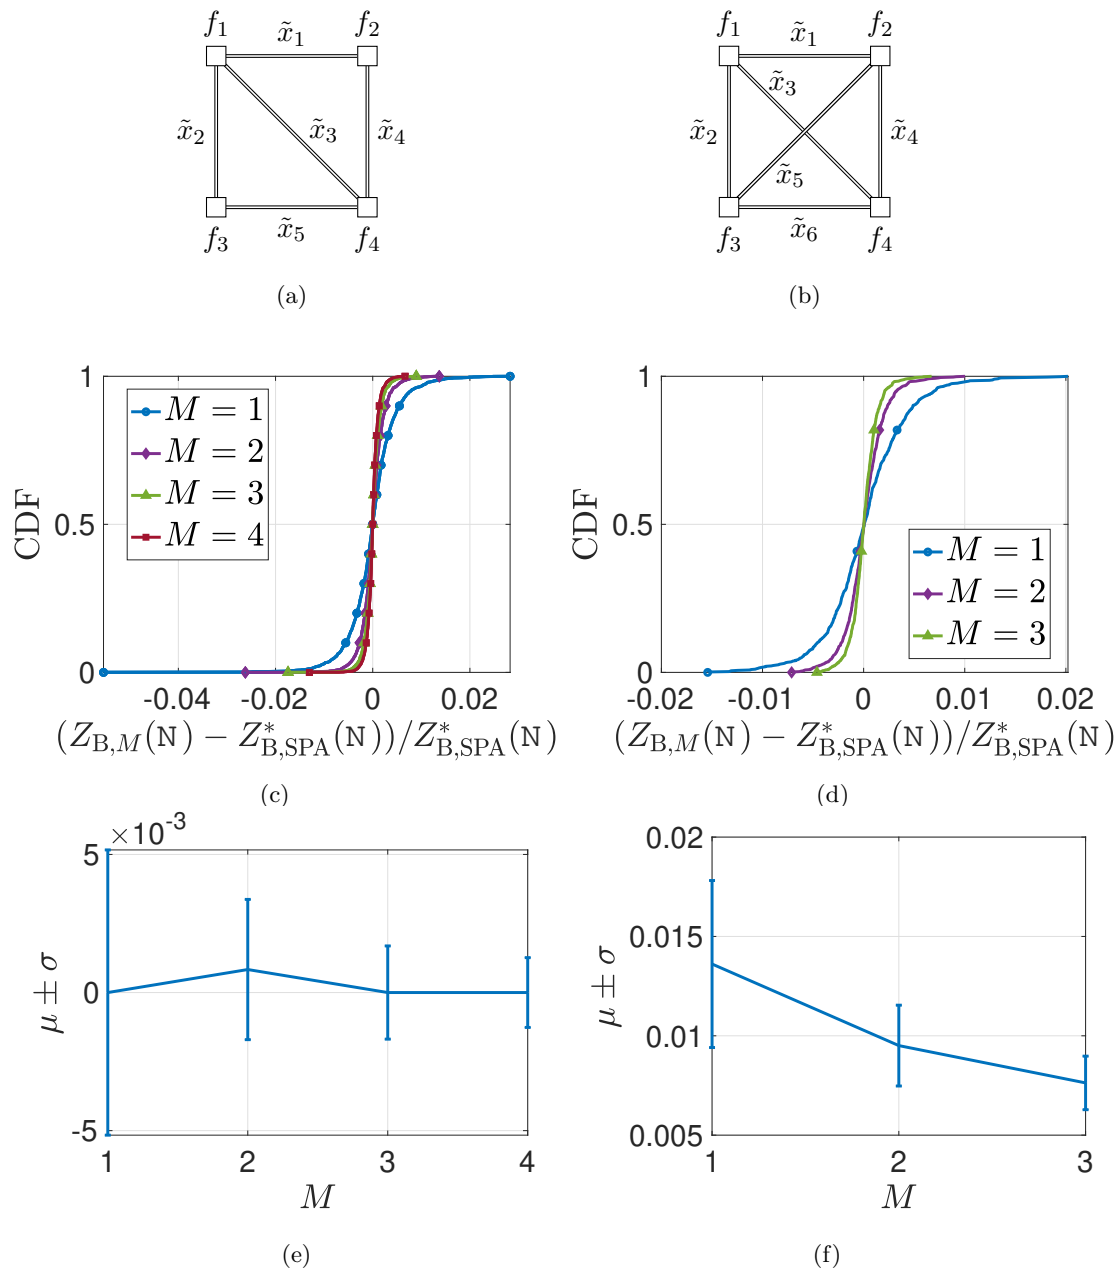 f₁ x̃₁ f₂
x̃₂ x̃₃ x̃₄
f₃ x̃₅ f₄
(a)
f₁ x̃₁ f₂
x̃₃
x̃₂ x̃₄
x̃₅
f₃ x̃₆ f₄
(b)
CDF
1
0.5
0
M = 1
M = 2
M = 3
M = 4
-0.04 -0.02 0 0.02
(Z_{B,M}(N) − Z*_{B,SPA}(N))/Z*_{B,SPA}(N)
(c)
CDF
1
0.5
0
M = 1
M = 2
M = 3
-0.02 -0.01 0 0.01 0.02
(Z_{B,M}(N) − Z*_{B,SPA}(N))/Z*_{B,SPA}(N)
(d)
×10⁻³
5
0
-5
μ ± σ
1 2 3 4
M
(e)
0.02
0.015
0.01
0.005
μ ± σ
1 2 3
M
(f)